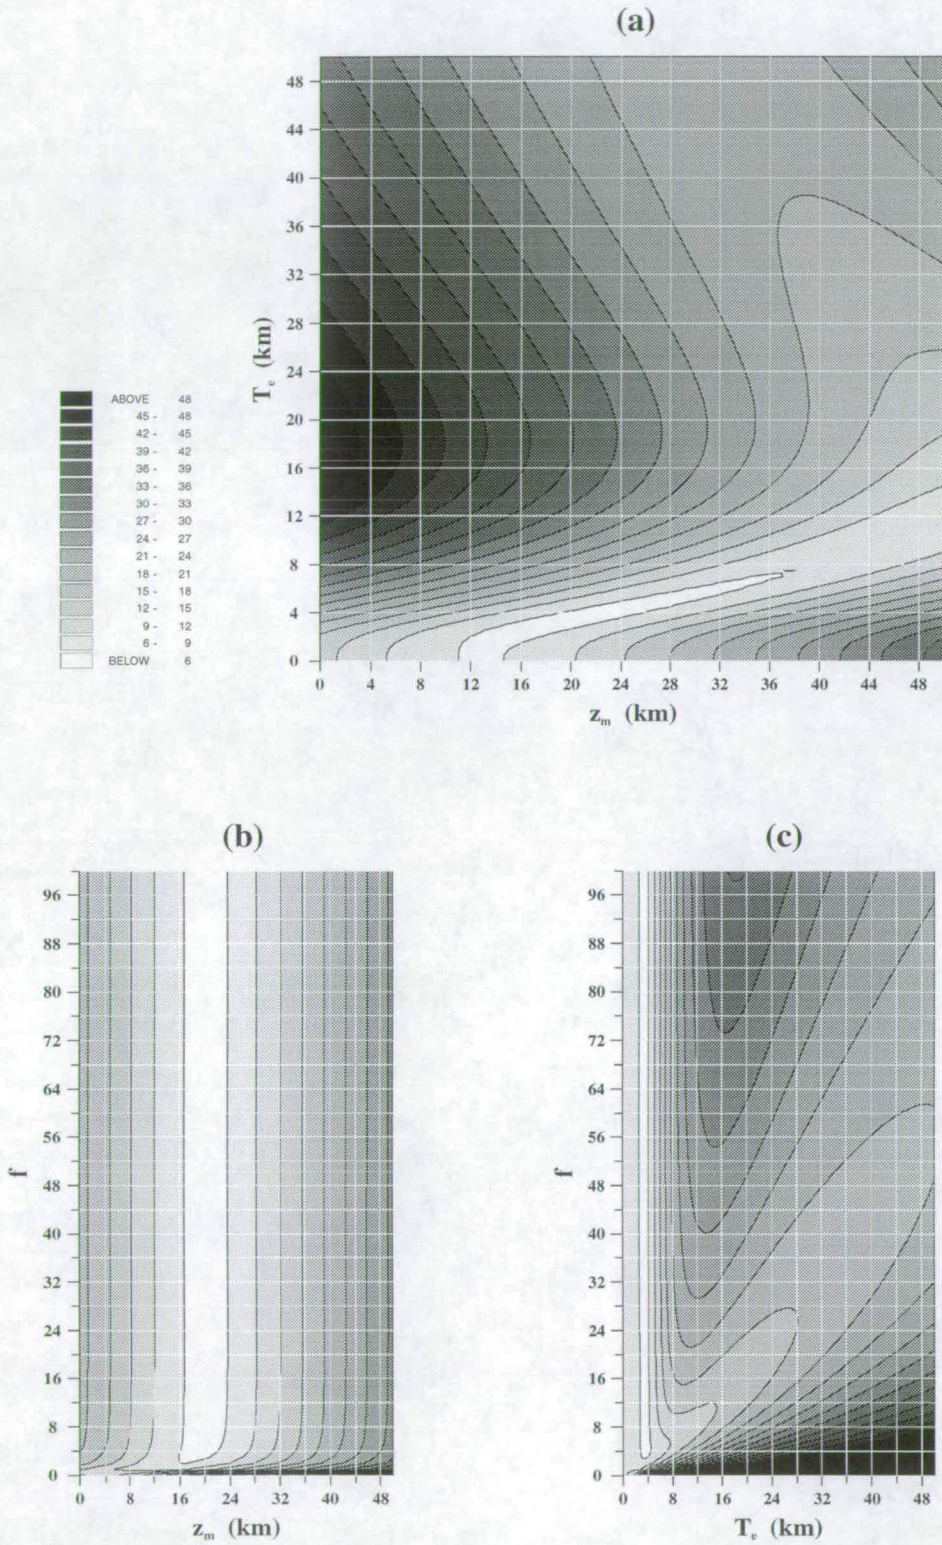 (a)
48
44
40
36
32
28
24
20
16
12
8
4
0
T_e (km)
0 4 8 12 16 20 24 28 32 36 40 44 48
z_m (km)
ABOVE 48
45 - 48
42 - 45
39 - 42
36 - 39
33 - 36
30 - 33
27 - 30
24 - 27
21 - 24
18 - 21
15 - 18
12 - 15
9 - 12
6 - 9
BELOW 6
(b)
96
88
80
72
64
56
48
40
32
24
16
8
0
f
0 8 16 24 32 40 48
z_m (km)
(c)
96
88
80
72
64
56
48
40
32
24
16
8
0
f
0 8 16 24 32 40 48
T_e (km)